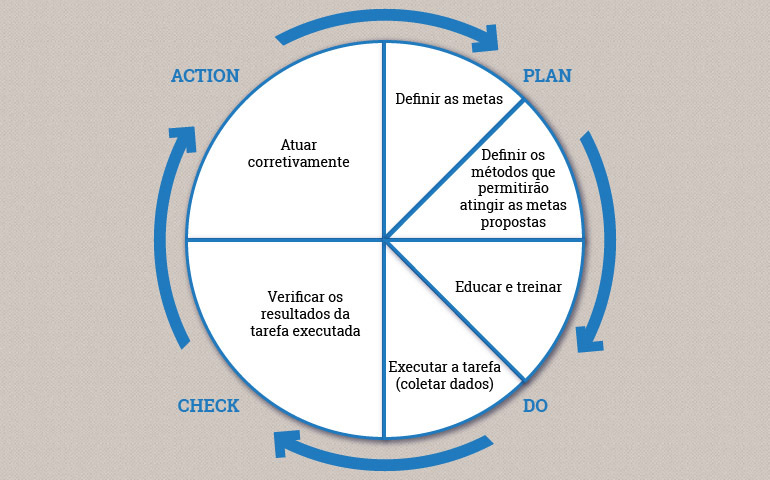 ACTION
PLAN
Definir as metas
Atuar
corretivamente
Definir os
métodos que
permitirão
atingir as metas
propostas
Educar e treinar
Verificar os
resultados da
tarefa executada
Executar a tarefa
(coletar dados)
CHECK
DO